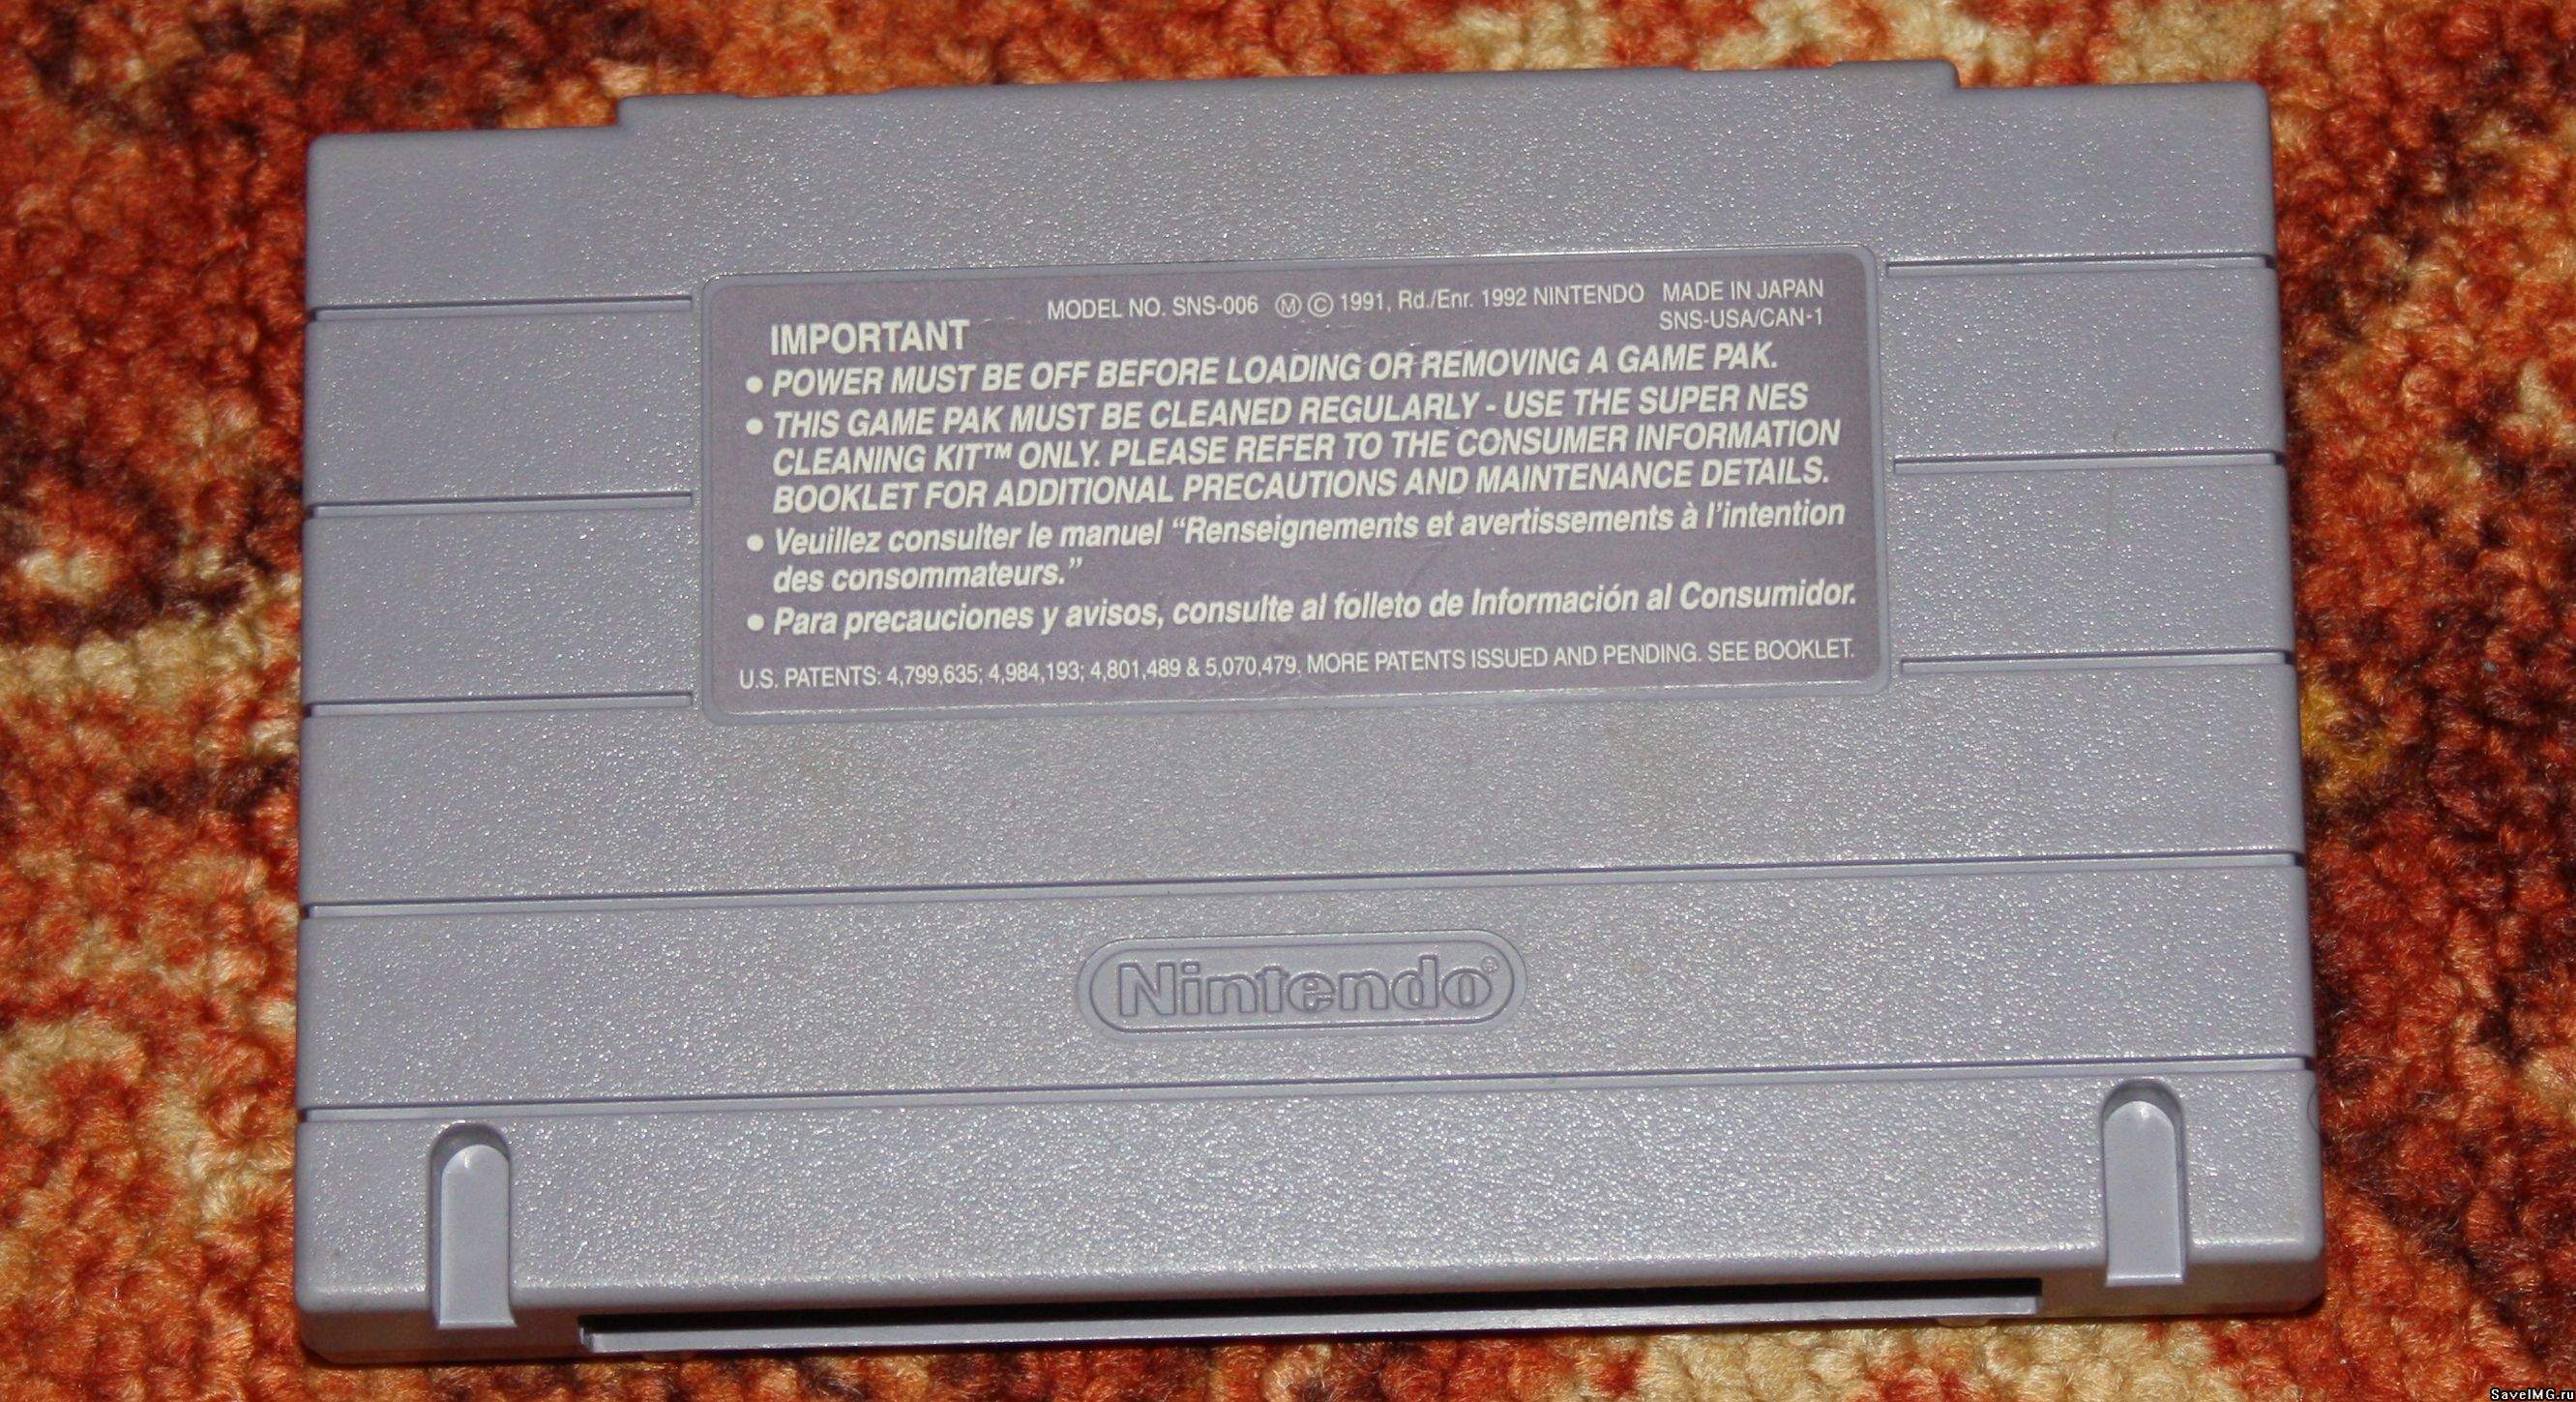 MODEL NO. SNS-006 Ⓜ © 1991, Rd./Enr. 1992 NINTENDO MADE IN JAPAN
SNS-USA/CAN-1
IMPORTANT
• POWER MUST BE OFF BEFORE LOADING OR REMOVING A GAME PAK.
• THIS GAME PAK MUST BE CLEANED REGULARLY - USE THE SUPER NES
CLEANING KIT™ ONLY. PLEASE REFER TO THE CONSUMER INFORMATION
BOOKLET FOR ADDITIONAL PRECAUTIONS AND MAINTENANCE DETAILS.
• Veuillez consulter le manuel “Renseignements et avertissements à l’intention
des consommateurs.”
• Para precauciones y avisos, consulte al folleto de Información al Consumidor.
U.S. PATENTS: 4,799,635; 4,984,193; 4,801,489 & 5,070,479. MORE PATENTS ISSUED AND PENDING. SEE BOOKLET.
Nintendo®
SaveIMG.ru